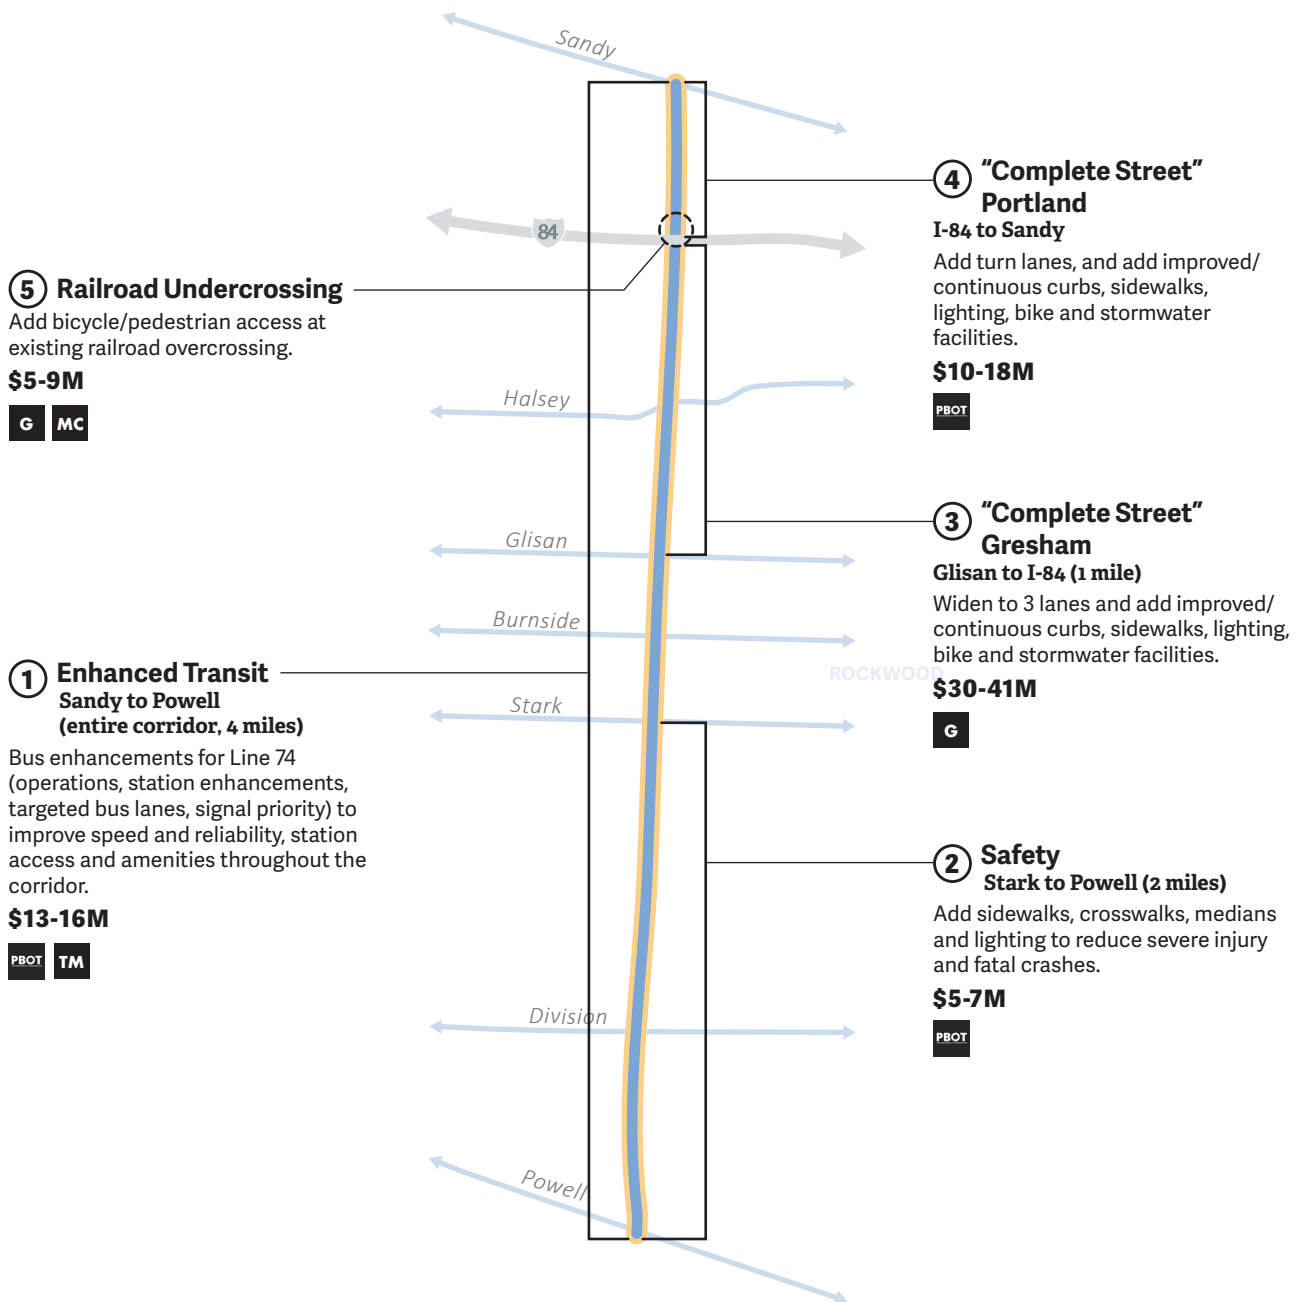 Sandy
84
④ “Complete Street”
Portland
I-84 to Sandy
Add turn lanes, and add improved/
continuous curbs, sidewalks,
lighting, bike and stormwater
facilities.
$10-18M
PBOT
⑤ Railroad Undercrossing
Add bicycle/pedestrian access at
existing railroad overcrossing.
$5-9M
G MC
Halsey
Glisan
③ “Complete Street”
Gresham
Glisan to I-84 (1 mile)
Widen to 3 lanes and add improved/
continuous curbs, sidewalks, lighting,
bike and stormwater facilities.
$30-41M
G
Burnside
ROCKWOOD
① Enhanced Transit
Sandy to Powell
(entire corridor, 4 miles)
Bus enhancements for Line 74
(operations, station enhancements,
targeted bus lanes, signal priority) to
improve speed and reliability, station
access and amenities throughout the
corridor.
$13-16M
PBOT TM
Stark
② Safety
Stark to Powell (2 miles)
Add sidewalks, crosswalks, medians
and lighting to reduce severe injury
and fatal crashes.
$5-7M
PBOT
Division
Powell